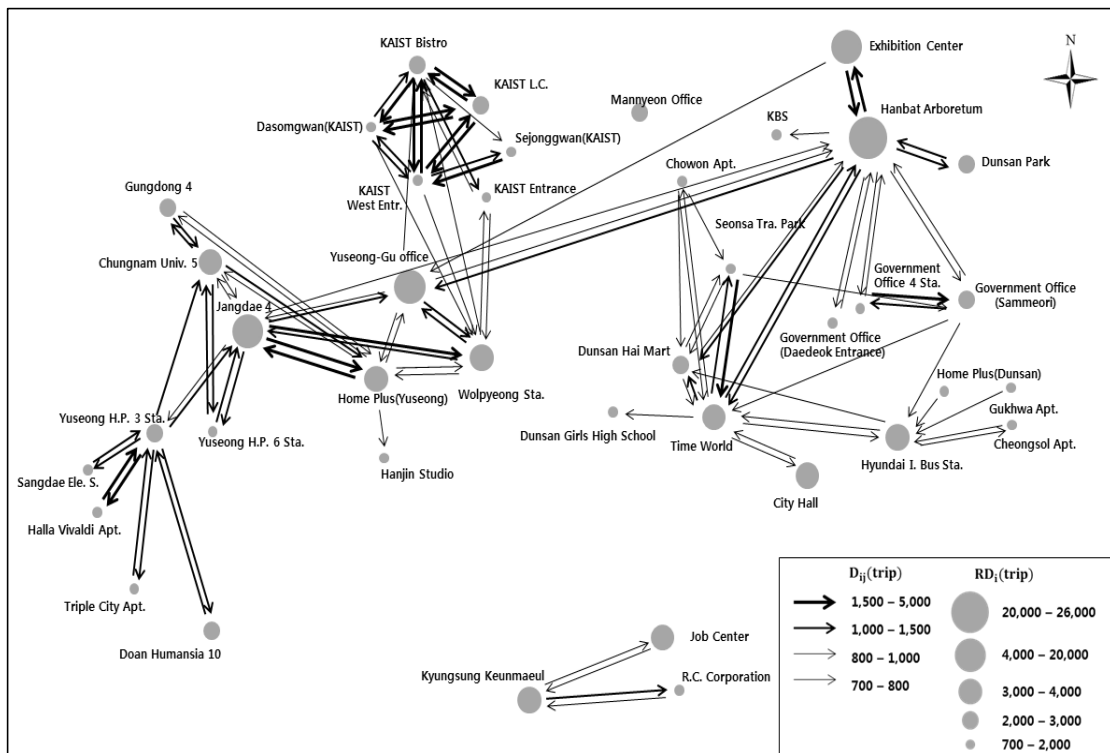 KAIST Bistro
Exhibition Center
N
KAIST L.C.
Mannyeon Office
Hanbat Arboretum
KBS
Dasomgwan(KAIST)
Sejonggwan(KAIST)
Dunsan Park
Chowon Apt.
Gungdong 4
KAIST
West Entr.
KAIST Entrance
Seonsa Tra. Park
Chungnam Univ. 5
Yuseong-Gu office
Government
Office 4 Sta.
Government Office
(Sammeori)
Jangdae 4
Government Office
(Daedeok Entrance)
Dunsan Hai Mart
Home Plus(Yuseong)
Wolpyeong Sta.
Home Plus(Dunsan)
Gukhwa Apt.
Yuseong H.P. 3 Sta.
Yuseong H.P. 6 Sta.
Dunsan Girls High School
Time World
Cheongsol Apt.
Hyundai I. Bus Sta.
Sangdae Ele. S.
Hanjin Studio
City Hall
Halla Vivaldi Apt.
Triple City Apt.
Doan Humansia 10
Job Center
Kyungsung Keunmaeul
R.C. Corporation
Dij(trip)
RDi(trip)
1,500 – 5,000
20,000 – 26,000
1,000 – 1,500
800 – 1,000
4,000 – 20,000
700 – 800
3,000 – 4,000
2,000 – 3,000
700 – 2,000